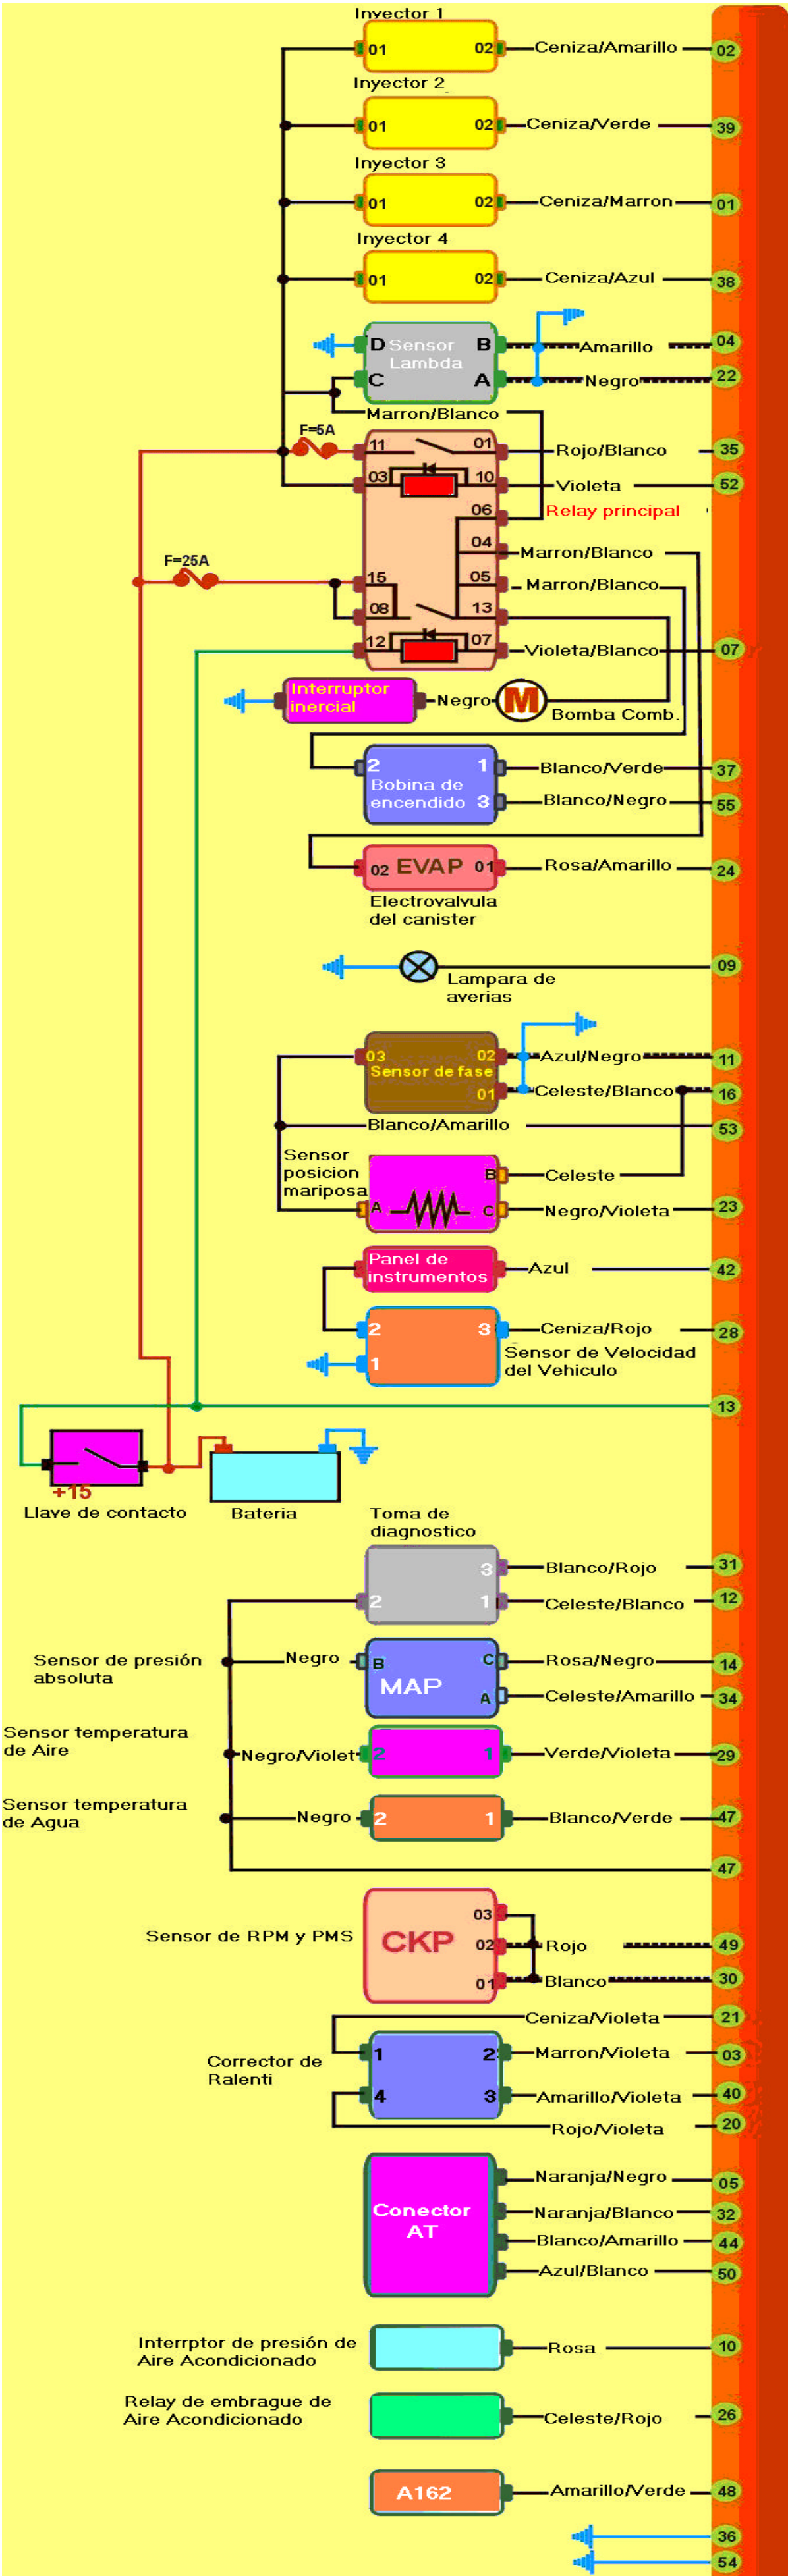 Inyector 1
01 02 Ceniza/Amarillo 02
Inyector 2
01 02 Ceniza/Verde 39
Inyector 3
01 02 Ceniza/Marron 01
Inyector 4
01 02 Ceniza/Azul 38
D Sensor B Amarillo 04
Lambda
C A Negro 22
Marron/Blanco
F=5A
11 01 Rojo/Blanco 35
03 10 Violeta 52
06 Relay principal
04 Marron/Blanco
F=25A
15 05 Marron/Blanco
08 13
12 07 Violeta/Blanco 07
Interruptor
inercial
Negro M
Bomba Comb.
2 1 Blanco/Verde 37
Bobina de
encendido 3 Blanco/Negro 55
02 EVAP 01 Rosa/Amarillo 24
Electrovalvula
del canister
09
Lampara de
averias
03 02 Azul/Negro 11
Sensor de fase
01 Celeste/Blanco 16
Blanco/Amarillo 53
Sensor
posicion
mariposa
B Celeste
A C Negro/Violeta 23
Panel de
instrumentos
Azul 42
2 3 Ceniza/Rojo 28
1
Sensor de Velocidad
del Vehiculo
13
+15
Llave de contacto
Bateria
Toma de
diagnostico
3 Blanco/Rojo 31
2 1 Celeste/Blanco 12
Sensor de presión
absoluta
Negro B MAP C Rosa/Negro 14
A Celeste/Amarillo 34
Sensor temperatura
de Aire
Negro/Violet 2 1 Verde/Violeta 29
Sensor temperatura
de Agua
Negro 2 1 Blanco/Verde 47
47
Sensor de RPM y PMS
CKP
03
02 Rojo 49
01 Blanco 30
Ceniza/Violeta 21
Corrector de
Ralenti
1 2 Marron/Violeta 03
4 3 Amarillo/Violeta 40
Rojo/Violeta 20
Conector
AT
Naranja/Negro 05
Naranja/Blanco 32
Blanco/Amarillo 44
Azul/Blanco 50
Interrptor de presión de
Aire Acondicionado
Rosa 10
Relay de embrague de
Aire Acondicionado
Celeste/Rojo 26
A162 Amarillo/Verde 48
36
54